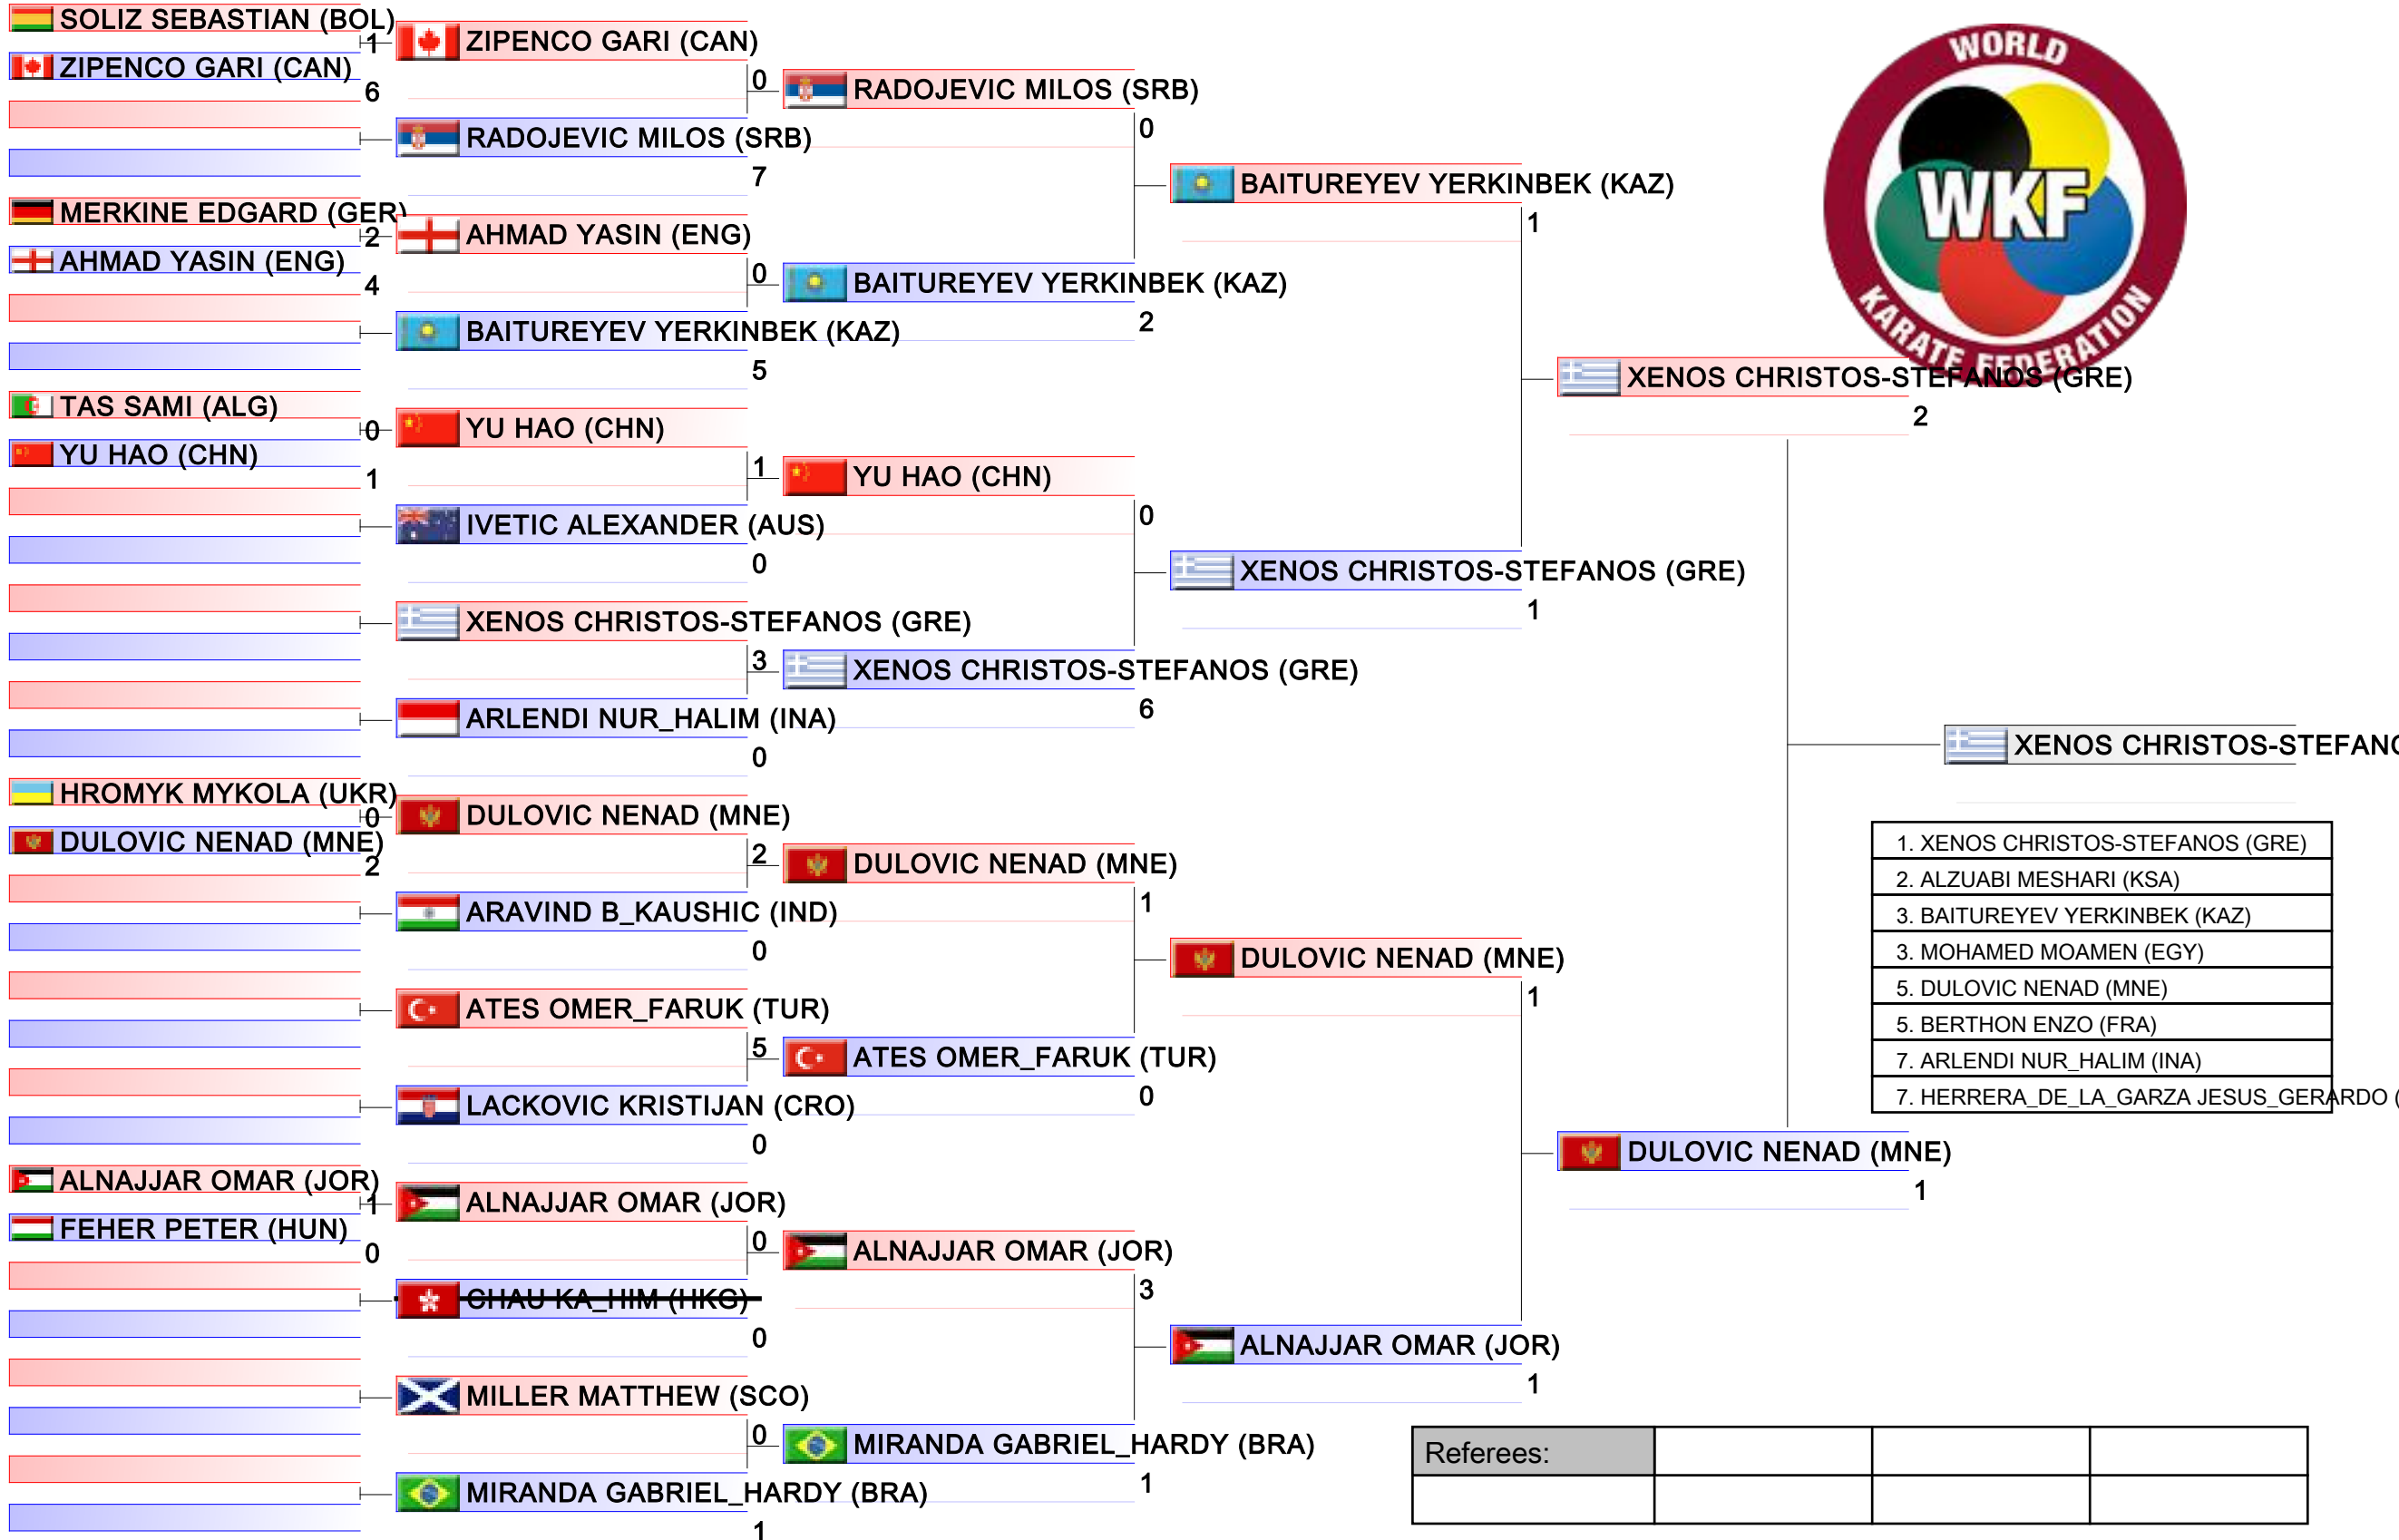 SOLIZ SEBASTIAN (BOL)
1
ZIPENCO GARI (CAN)
6
MERKINE EDGARD (GER)
2
AHMAD YASIN (ENG)
4
TAS SAMI (ALG)
0
YU HAO (CHN)
1
HROMYK MYKOLA (UKR)
0
DULOVIC NENAD (MNE)
2
ALNAJJAR OMAR (JOR)
1
FEHER PETER (HUN)
0
ZIPENCO GARI (CAN)
0
RADOJEVIC MILOS (SRB)
7
AHMAD YASIN (ENG)
0
BAITUREYEV YERKINBEK (KAZ)
5
YU HAO (CHN)
1
IVETIC ALEXANDER (AUS)
0
XENOS CHRISTOS-STEFANOS (GRE)
3
ARLENDI NUR_HALIM (INA)
0
DULOVIC NENAD (MNE)
2
ARAVIND B_KAUSHIC (IND)
0
ATES OMER_FARUK (TUR)
5
LACKOVIC KRISTIJAN (CRO)
0
ALNAJJAR OMAR (JOR)
0
CHAU KA_HIM (HKG)
0
MILLER MATTHEW (SCO)
0
MIRANDA GABRIEL_HARDY (BRA)
1
RADOJEVIC MILOS (SRB)
0
BAITUREYEV YERKINBEK (KAZ)
2
YU HAO (CHN)
0
XENOS CHRISTOS-STEFANOS (GRE)
6
DULOVIC NENAD (MNE)
1
ATES OMER_FARUK (TUR)
0
ALNAJJAR OMAR (JOR)
3
MIRANDA GABRIEL_HARDY (BRA)
1
BAITUREYEV YERKINBEK (KAZ)
1
XENOS CHRISTOS-STEFANOS (GRE)
1
DULOVIC NENAD (MNE)
1
ALNAJJAR OMAR (JOR)
1
WORLD
WKF
KARATE FEDERATION
XENOS CHRISTOS-STEFANOS (GRE)
2
DULOVIC NENAD (MNE)
1
XENOS CHRISTOS-STEFANO
1. XENOS CHRISTOS-STEFANOS (GRE)
2. ALZUABI MESHARI (KSA)
3. BAITUREYEV YERKINBEK (KAZ)
3. MOHAMED MOAMEN (EGY)
5. DULOVIC NENAD (MNE)
5. BERTHON ENZO (FRA)
7. ARLENDI NUR_HALIM (INA)
7. HERRERA_DE_LA_GARZA JESUS_GERARDO (
Referees: